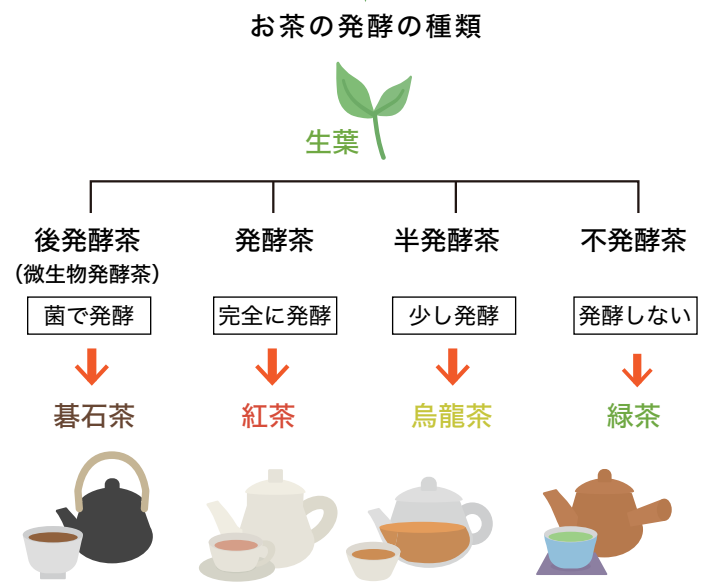 お茶の発酵の種類
生葉
後発酵茶
（微生物発酵茶）
菌で発酵
碁石茶
発酵茶
完全に発酵
紅茶
半発酵茶
少し発酵
烏龍茶
不発酵茶
発酵しない
緑茶